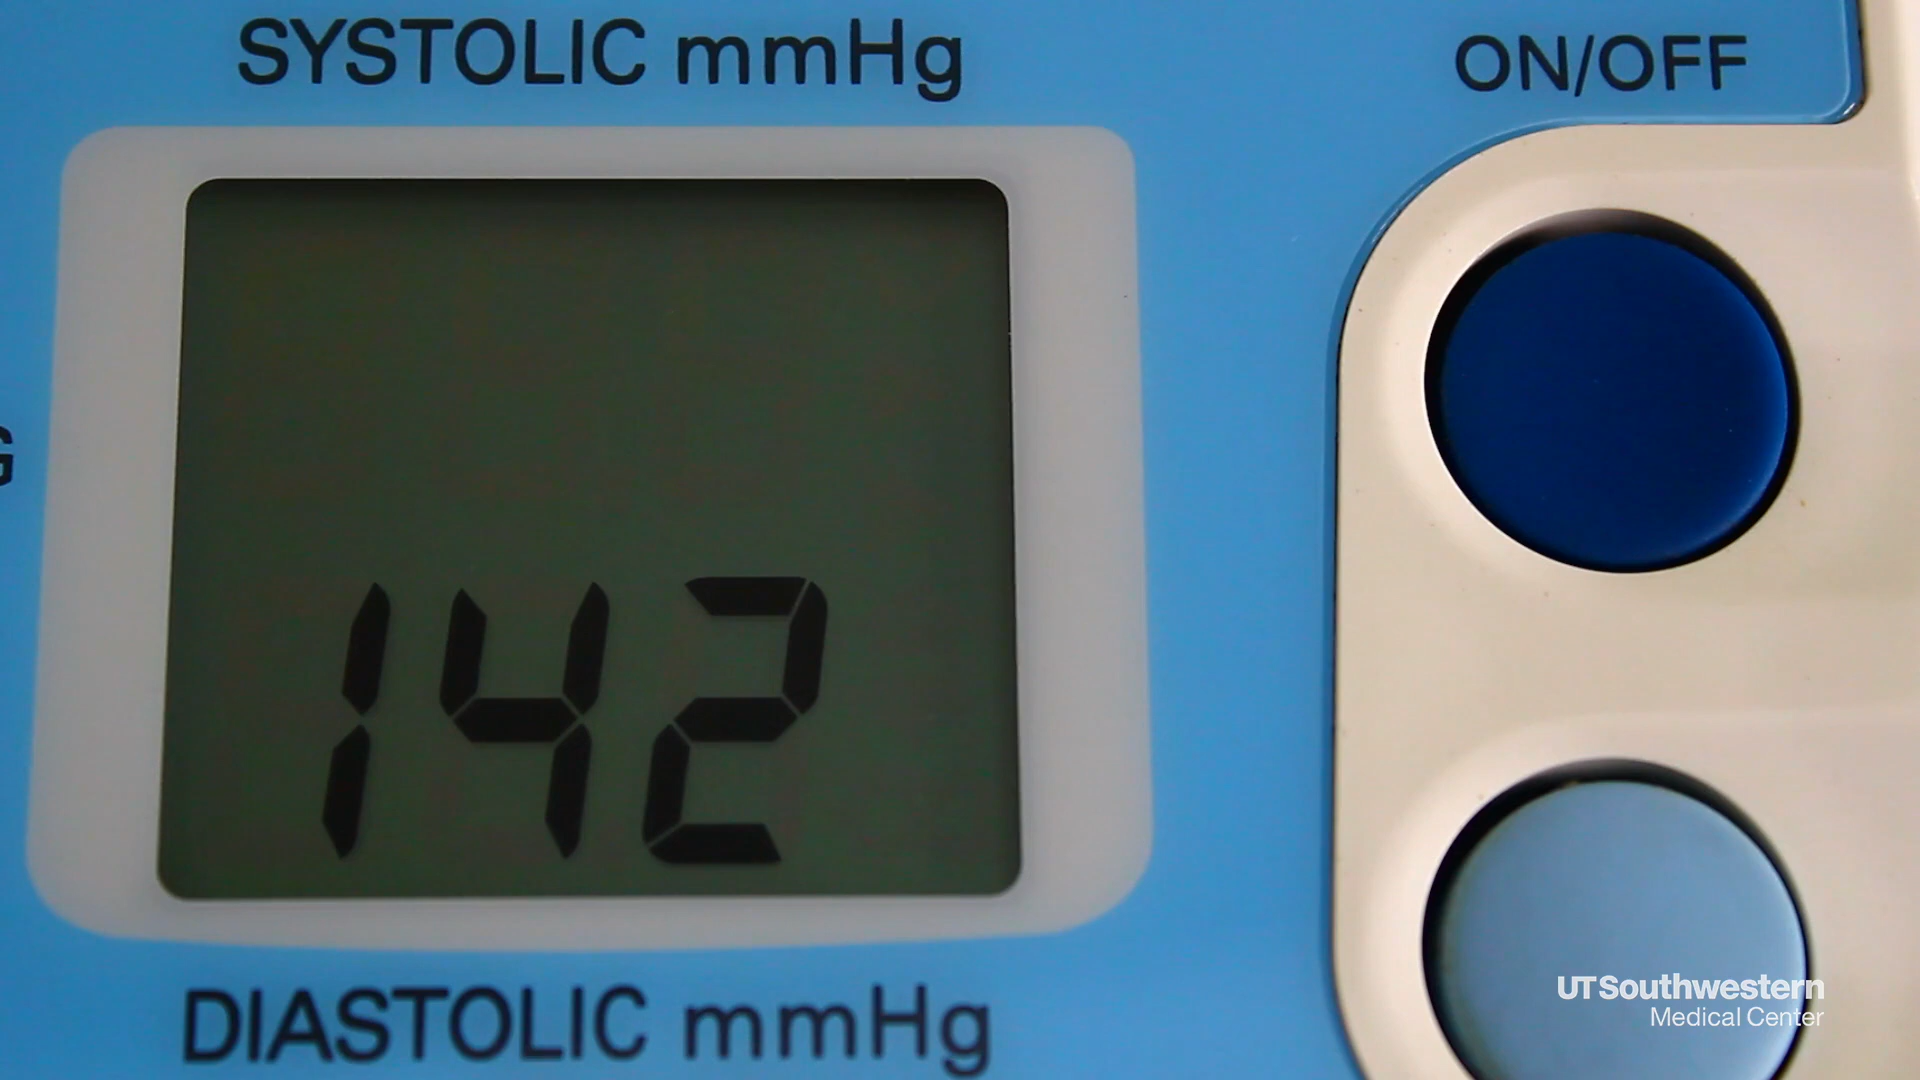 SYSTOLIC mmHg
ON/OFF
142
DIASTOLIC mmHg
UTSouthwestern
Medical Center